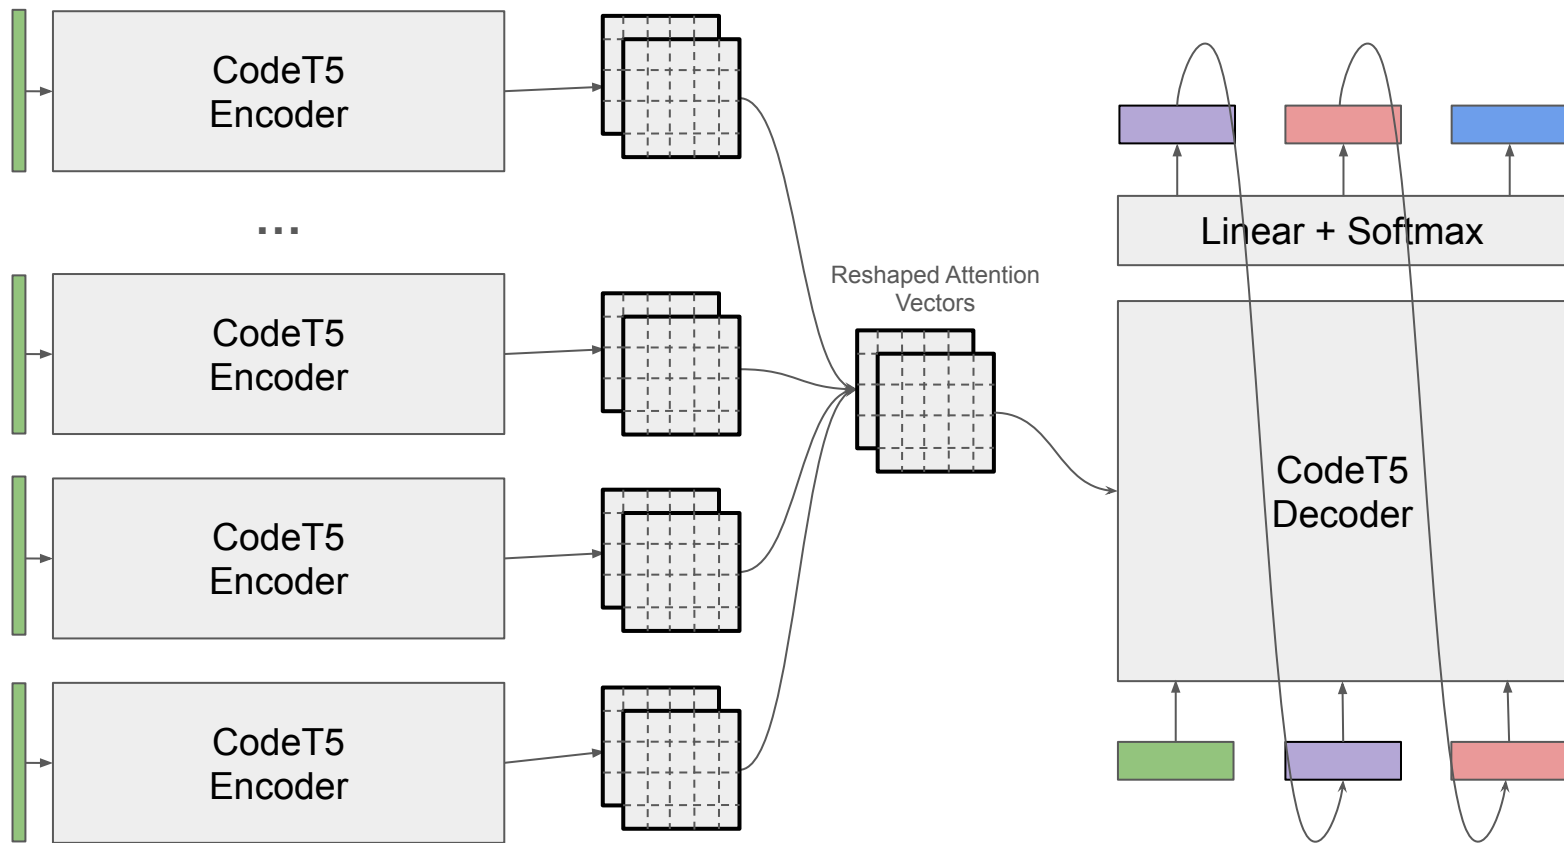 CodeT5
Encoder
...
CodeT5
Encoder
CodeT5
Encoder
CodeT5
Encoder
Reshaped Attention
Vectors
Linear + Softmax
CodeT5
Decoder